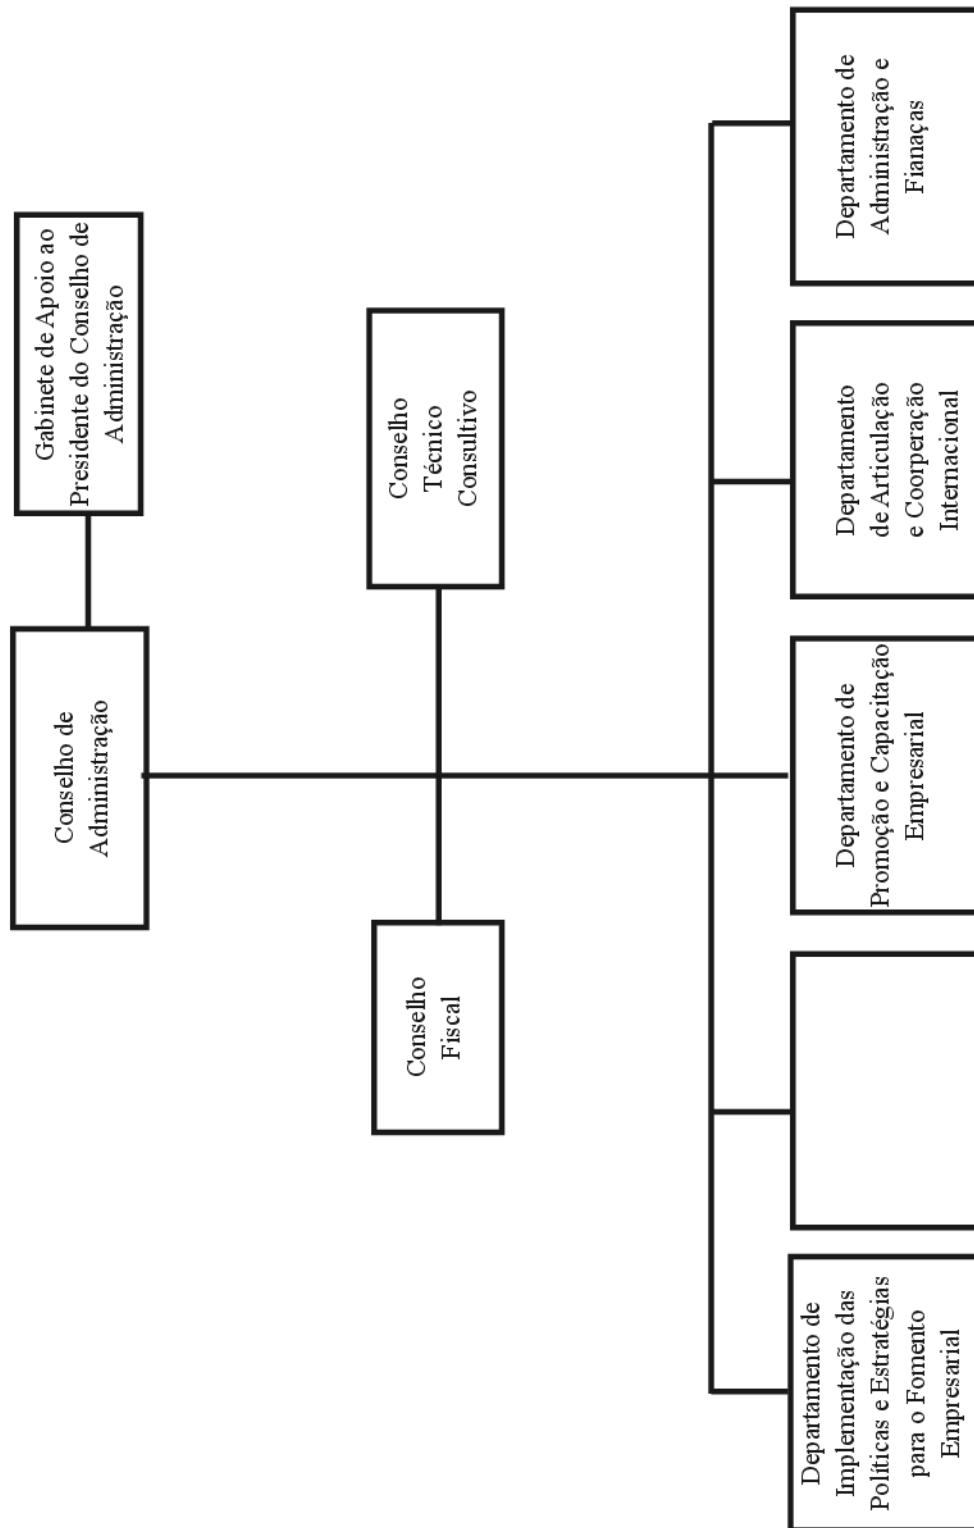 Conselho de
Administração
Gabinete de Apoio ao
Presidente do Conselho de
Administração
Conselho
Fiscal
Conselho
Técnico
Consultivo
Departamento de
Implementação das
Políticas e Estratégias
para o Fomento
Empresarial
Departamento de
Promoção e Capacitação
Empresarial
Departamento
de Articulação
e Coorperação
Internacional
Departamento de
Administração e
Fianaças